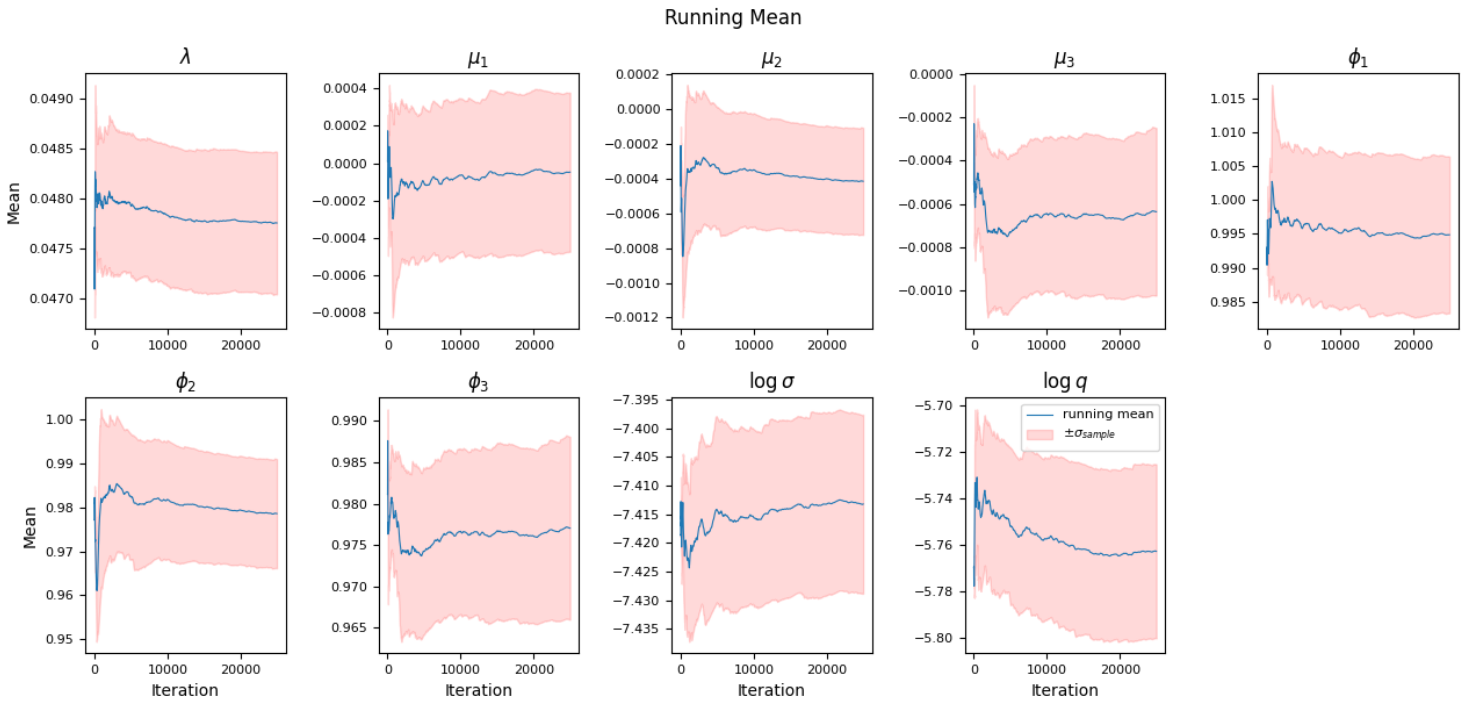 Running Mean
λ
μ₁
μ₂
μ₃
ϕ₁
Mean
0.0490
0.0485
0.0480
0.0475
0.0470
0 10000 20000
0.0004
0.0002
0.0000
−0.0002
−0.0004
−0.0006
−0.0008
0 10000 20000
0.0002
0.0000
−0.0002
−0.0004
−0.0006
−0.0008
−0.0010
−0.0012
0 10000 20000
0.0000
−0.0002
−0.0004
−0.0006
−0.0008
−0.0010
0 10000 20000
1.015
1.010
1.005
1.000
0.995
0.990
0.985
0 10000 20000
ϕ₂
Mean
1.00
0.99
0.98
0.97
0.96
0.95
0 10000 20000
Iteration
ϕ₃
0.990
0.985
0.980
0.975
0.970
0.965
0 10000 20000
Iteration
log σ
−7.395
−7.400
−7.405
−7.410
−7.415
−7.420
−7.425
−7.430
−7.435
0 10000 20000
Iteration
log q
−5.70
−5.72
−5.74
−5.76
−5.78
−5.80
running mean
±σ_sample
0 10000 20000
Iteration